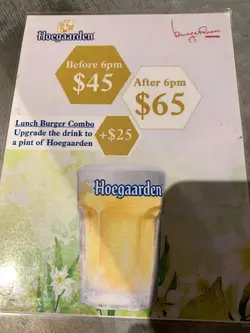 Hoegaarden
Before 6pm
$45
After 6pm
$65
Lunch Burger Combo
Upgrade the drink to
a pint of Hoegaarden
+$25
Hoegaarden